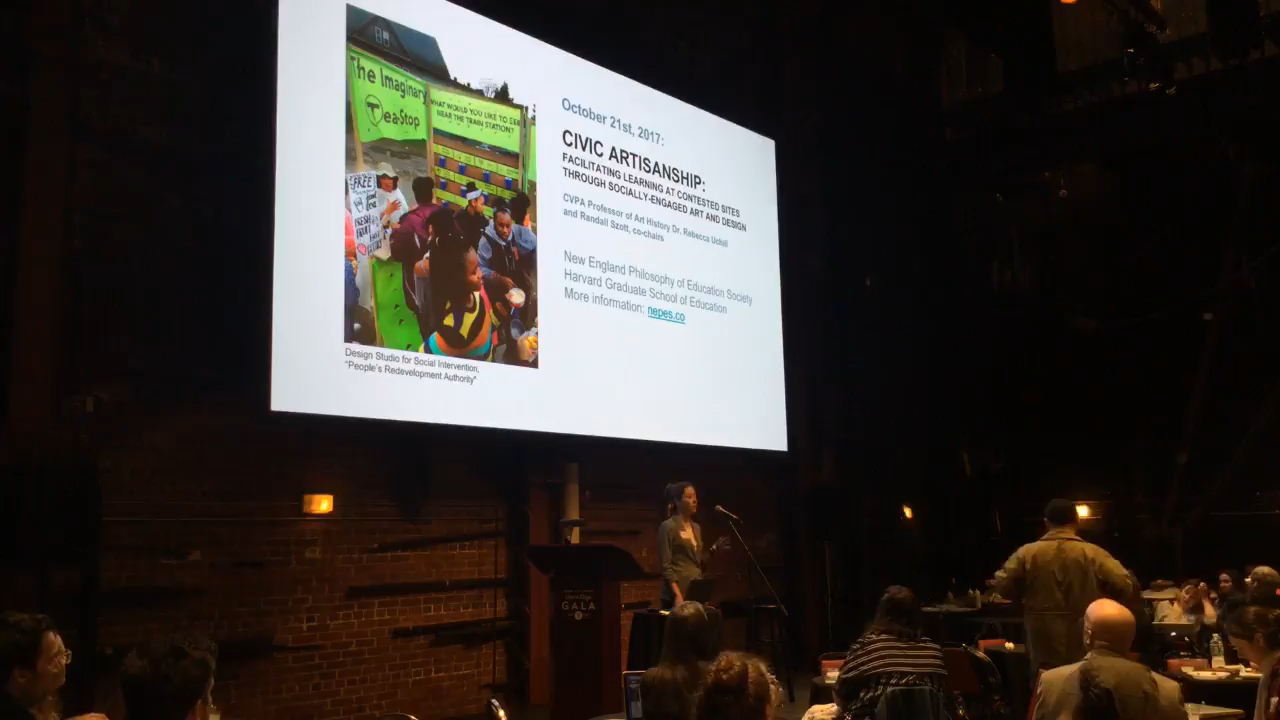 The Imaginary
Tea-Stop
WHAT WOULD YOU LIKE TO SEE
NEAR THE TRAIN STATION?
FREE
FRESH
FRUIT
Design Studio for Social Intervention,
"People's Redevelopment Authority"
October 21st, 2017:
CIVIC ARTISANSHIP:
FACILITATING LEARNING AT CONTESTED SITES
THROUGH SOCIALLY-ENGAGED ART AND DESIGN
CVPA Professor of Art History Dr. Rebecca Uchill
and Randall Szott, co-chairs
New England Philosophy of Education Society
Harvard Graduate School of Education
More information: nepes.co
GALA